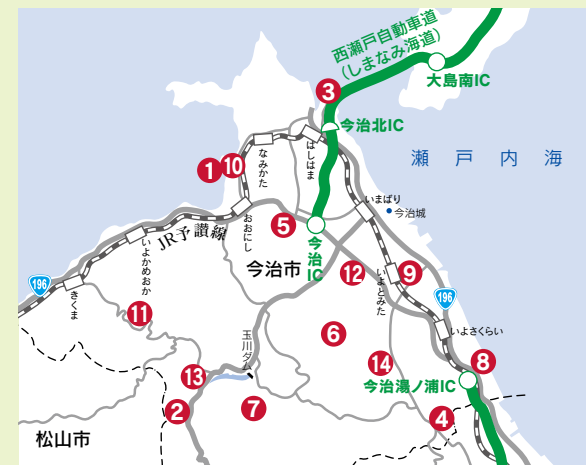 西瀬戸自動車道
(しまなみ海道)
大島南IC
3
今治北IC
瀬戸内海
はしはま
なみかた
1
10
いまばり
今治城
おおにし
5
今治IC
JR予讃線
いよかめおか
今治市
12
いよとみた
9
196
きくま
196
11
玉川ダム
6
いよさくらい
14
8
13
今治湯ノ浦IC
2
7
4
松山市